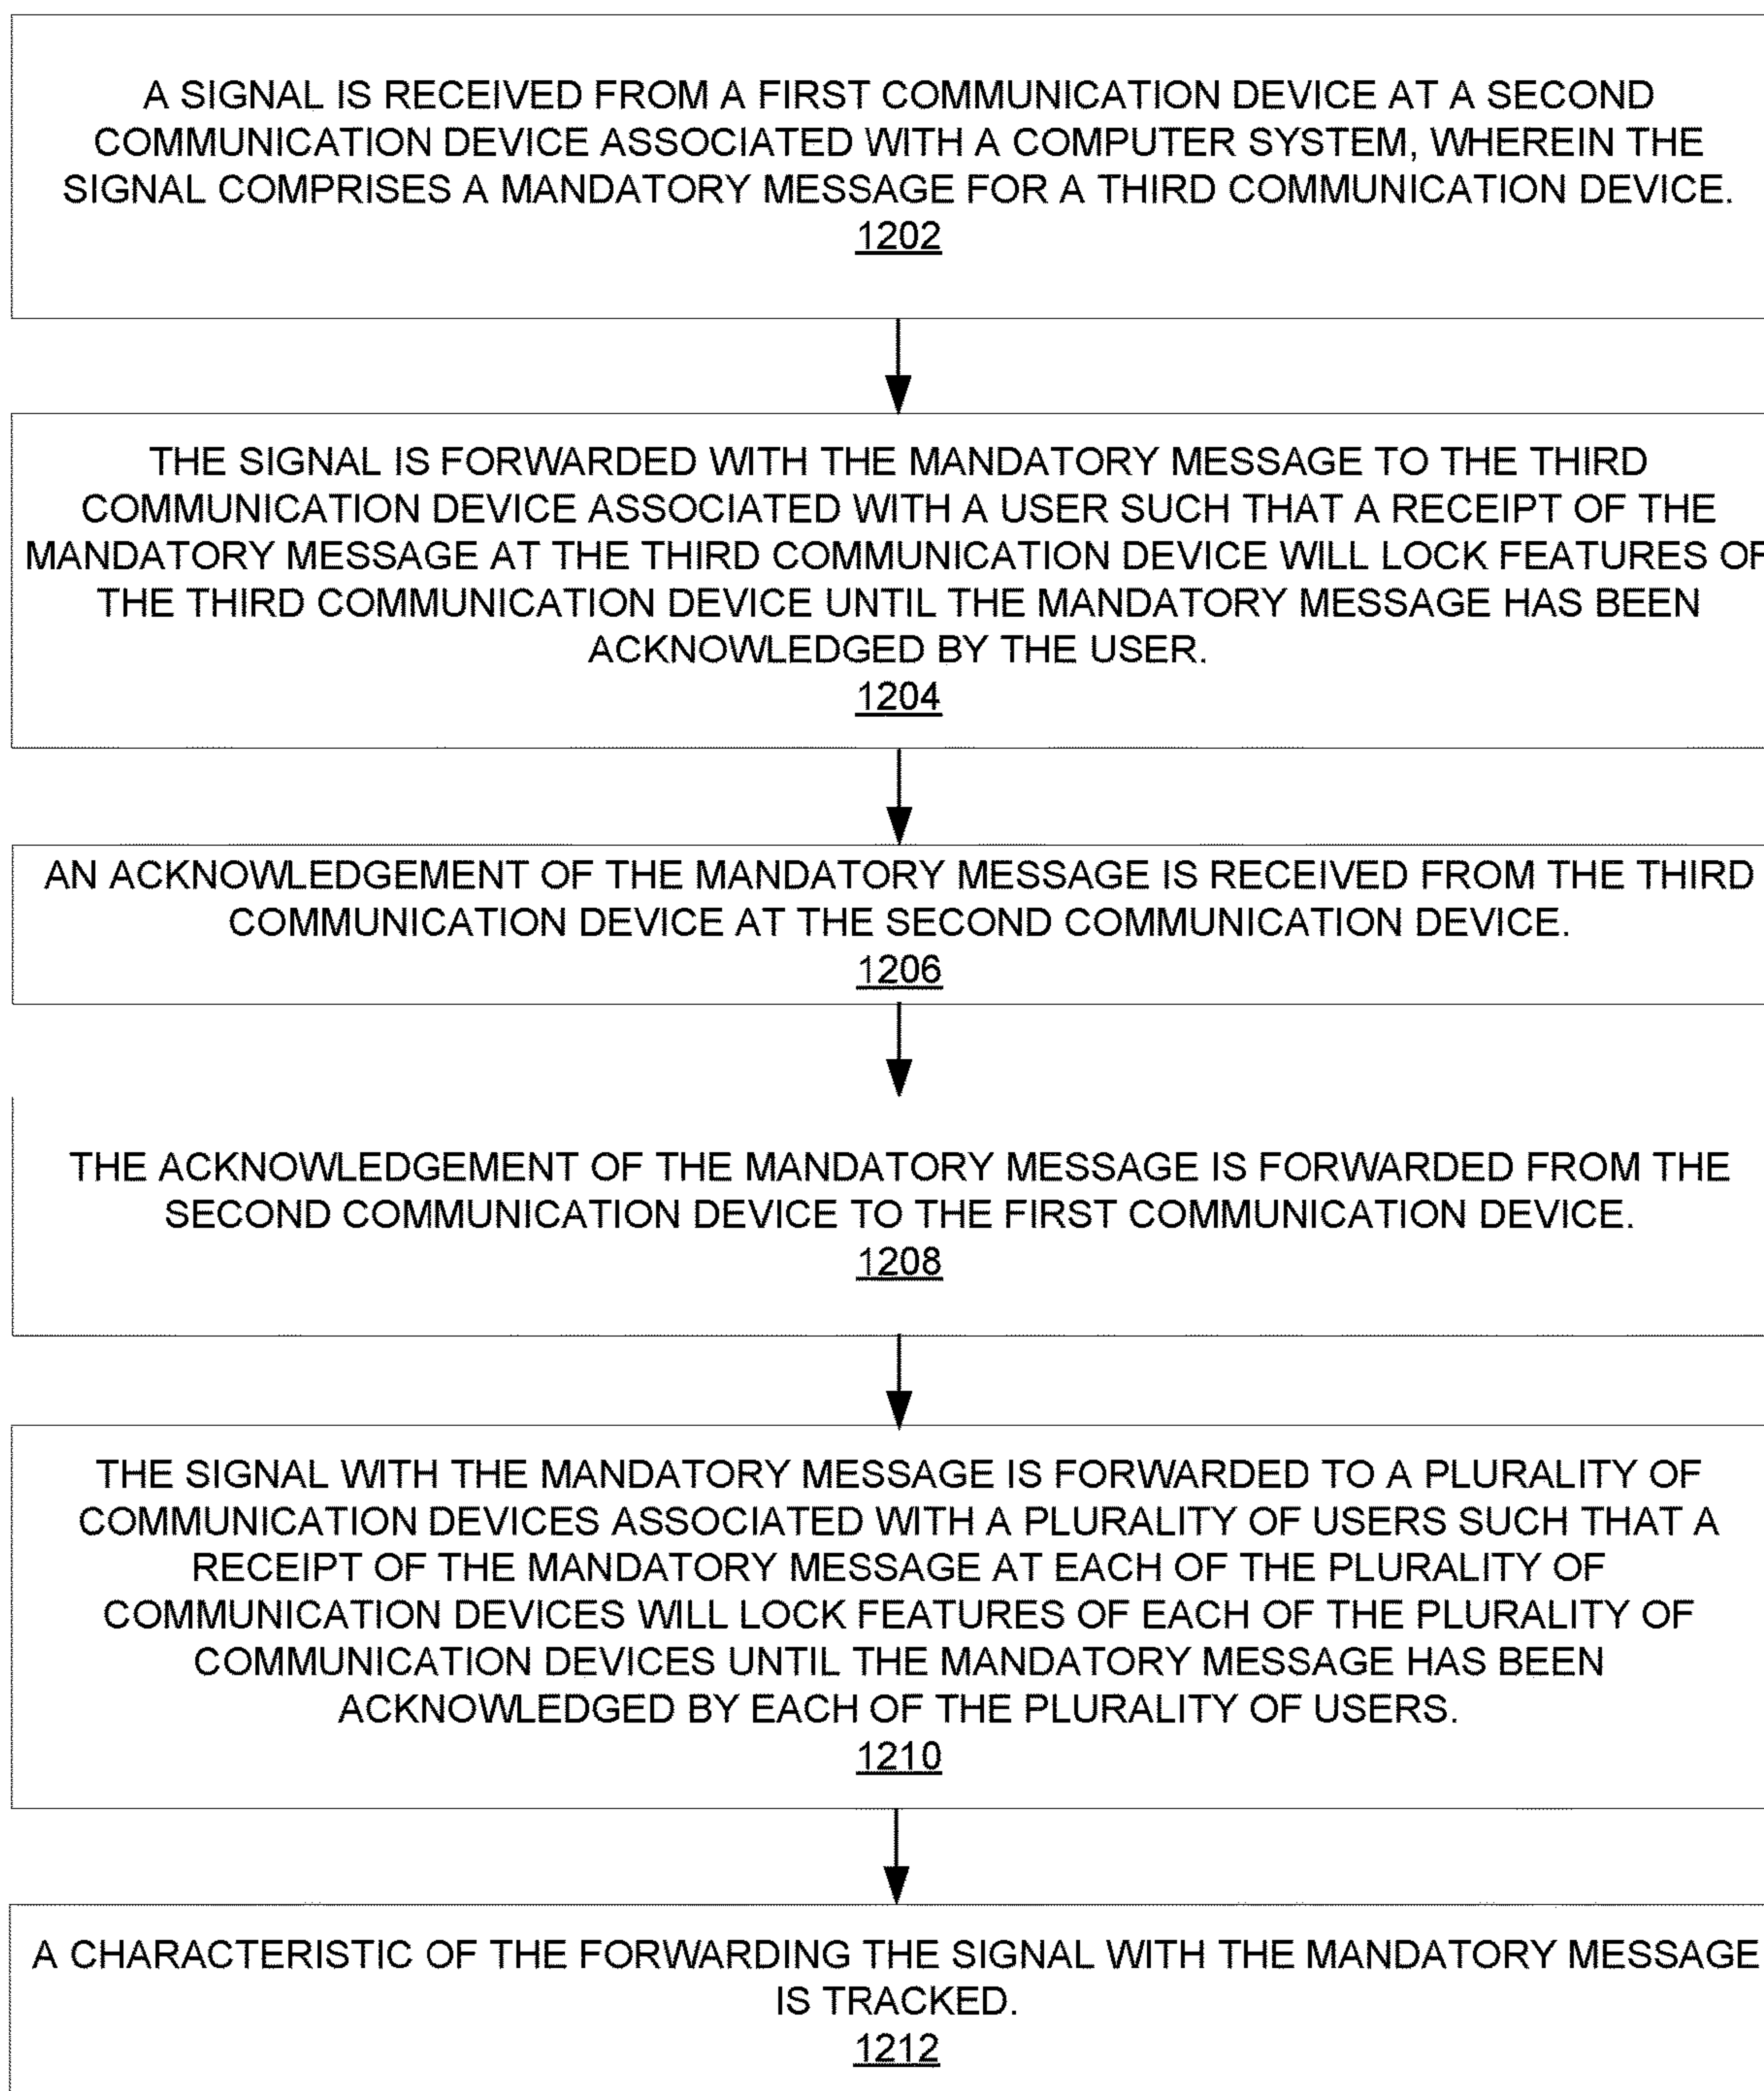 A SIGNAL IS RECEIVED FROM A FIRST COMMUNICATION DEVICE AT A SECOND
COMMUNICATION DEVICE ASSOCIATED WITH A COMPUTER SYSTEM, WHEREIN THE
SIGNAL COMPRISES A MANDATORY MESSAGE FOR A THIRD COMMUNICATION DEVICE.
1202
THE SIGNAL IS FORWARDED WITH THE MANDATORY MESSAGE TO THE THIRD
COMMUNICATION DEVICE ASSOCIATED WITH A USER SUCH THAT A RECEIPT OF THE
MANDATORY MESSAGE AT THE THIRD COMMUNICATION DEVICE WILL LOCK FEATURES OF
THE THIRD COMMUNICATION DEVICE UNTIL THE MANDATORY MESSAGE HAS BEEN
ACKNOWLEDGED BY THE USER.
1204
AN ACKNOWLEDGEMENT OF THE MANDATORY MESSAGE IS RECEIVED FROM THE THIRD
COMMUNICATION DEVICE AT THE SECOND COMMUNICATION DEVICE.
1206
THE ACKNOWLEDGEMENT OF THE MANDATORY MESSAGE IS FORWARDED FROM THE
SECOND COMMUNICATION DEVICE TO THE FIRST COMMUNICATION DEVICE.
1208
THE SIGNAL WITH THE MANDATORY MESSAGE IS FORWARDED TO A PLURALITY OF
COMMUNICATION DEVICES ASSOCIATED WITH A PLURALITY OF USERS SUCH THAT A
RECEIPT OF THE MANDATORY MESSAGE AT EACH OF THE PLURALITY OF
COMMUNICATION DEVICES WILL LOCK FEATURES OF EACH OF THE PLURALITY OF
COMMUNICATION DEVICES UNTIL THE MANDATORY MESSAGE HAS BEEN
ACKNOWLEDGED BY EACH OF THE PLURALITY OF USERS.
1210
A CHARACTERISTIC OF THE FORWARDING THE SIGNAL WITH THE MANDATORY MESSAGE
IS TRACKED.
1212